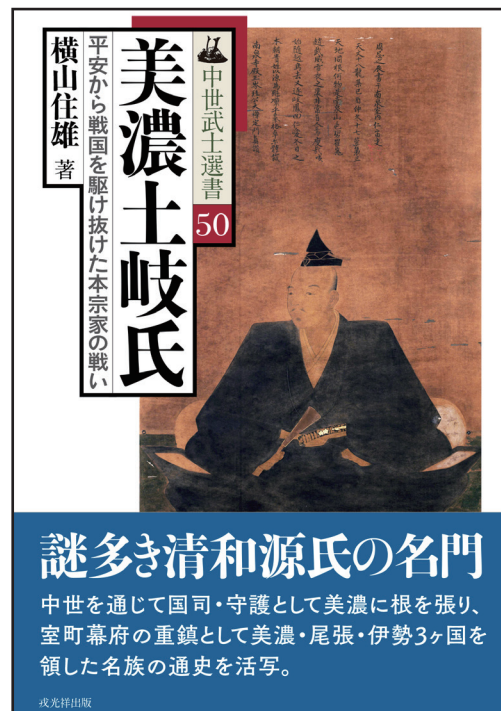 中世武士選書
50
美濃土岐氏
平安から戦国を駆け抜けた本宗家の戦い
横山住雄 著
謎多き清和源氏の名門
中世を通じて国司・守護として美濃に根を張り、
室町幕府の重鎮として美濃・尾張・伊勢3ヶ国を
領した名族の通史を活写。
戎光祥出版